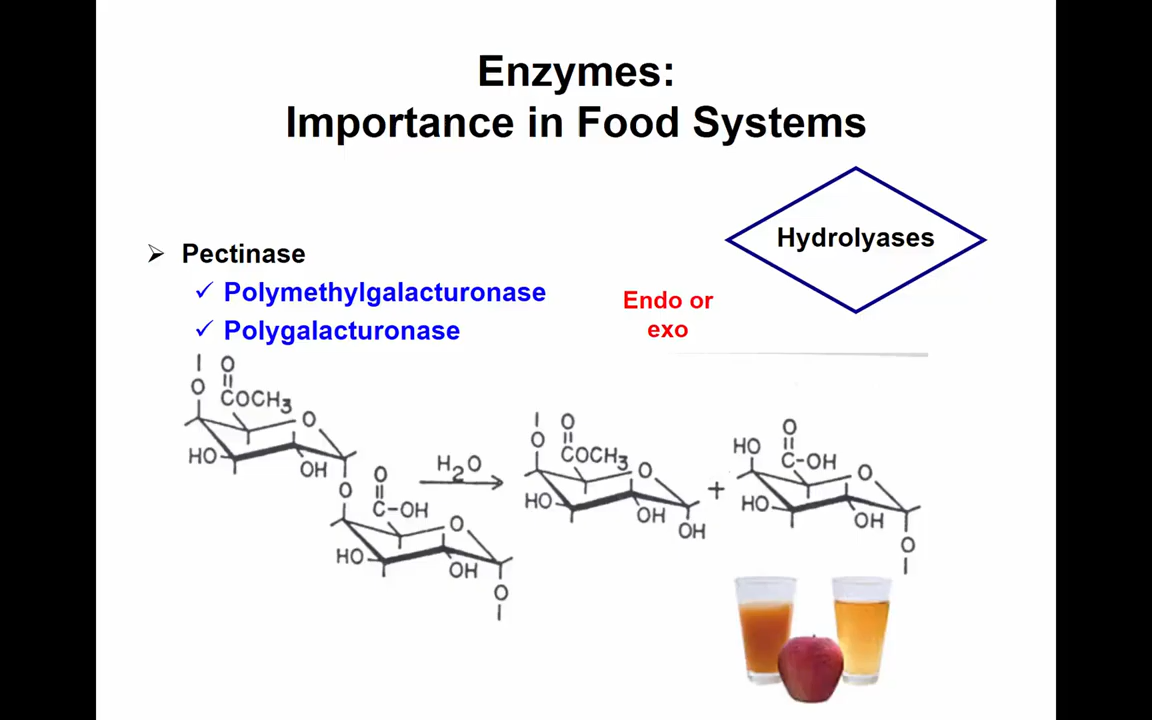 Enzymes:
Importance in Food Systems
Hydrolyases
➢ Pectinase
✓ Polymethylgalacturonase
✓ Polygalacturonase
Endo or
exo
O
O
COCH3
O
HO
OH
O
O
C-OH
O
HO
OH
O
H2O
O
O
COCH3
O
HO
OH
OH
+
HO
O
C-OH
O
HO
OH
O